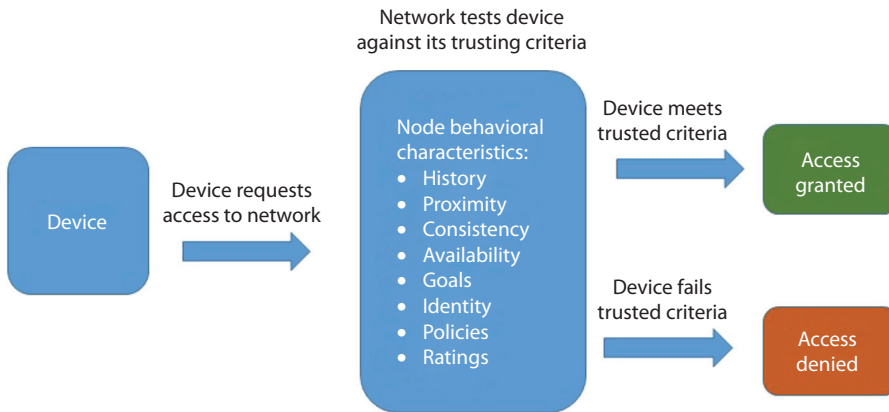 Network tests device
against its trusting criteria
Device
Device requests
access to network
Node behavioral
characteristics:
• History
• Proximity
• Consistency
• Availability
• Goals
• Identity
• Policies
• Ratings
Device meets
trusted criteria
Access
granted
Device fails
trusted criteria
Access
denied